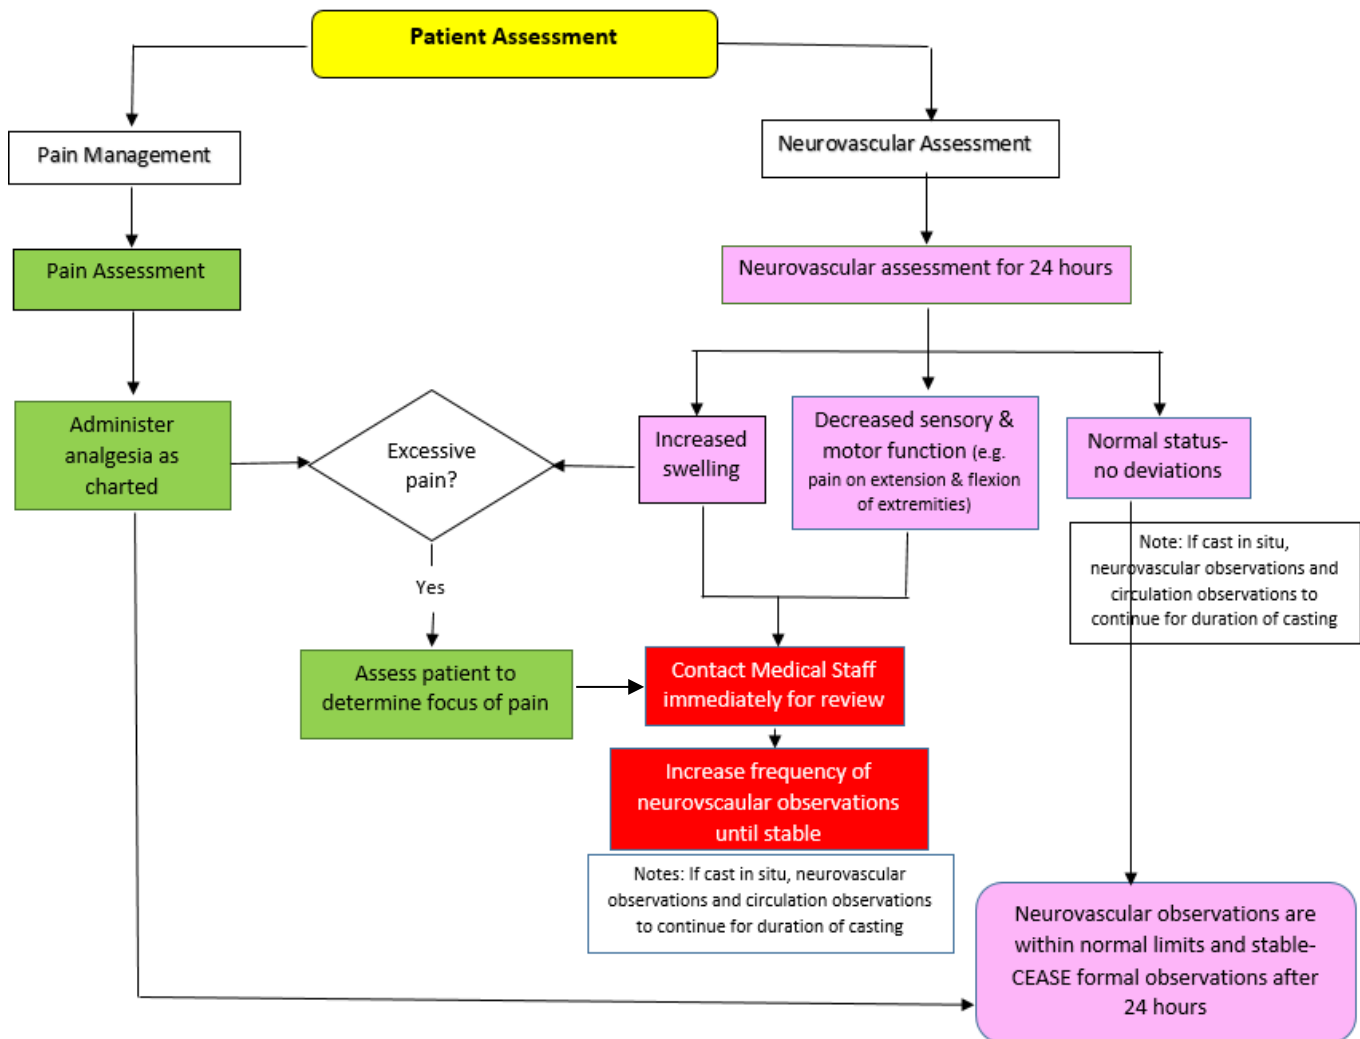 Patient Assessment
Pain Management
Neurovascular Assessment
Pain Assessment
Neurovascular assessment for 24 hours
Administer
analgesia as
charted
Excessive
pain?
Increased
swelling
Decreased sensory &
motor function (e.g.
pain on extension & flexion
of extremities)
Normal status-
no deviations
Note: If cast in situ,
neurovascular observations and
circulation observations to
continue for duration of casting
Yes
Assess patient to
determine focus of pain
Contact Medical Staff
immediately for review
Increase frequency of
neurovscaular observations
until stable
Notes: If cast in situ, neurovascular
observations and circulation observations
to continue for duration of casting
Neurovascular observations are
within normal limits and stable-
CEASE formal observations after
24 hours